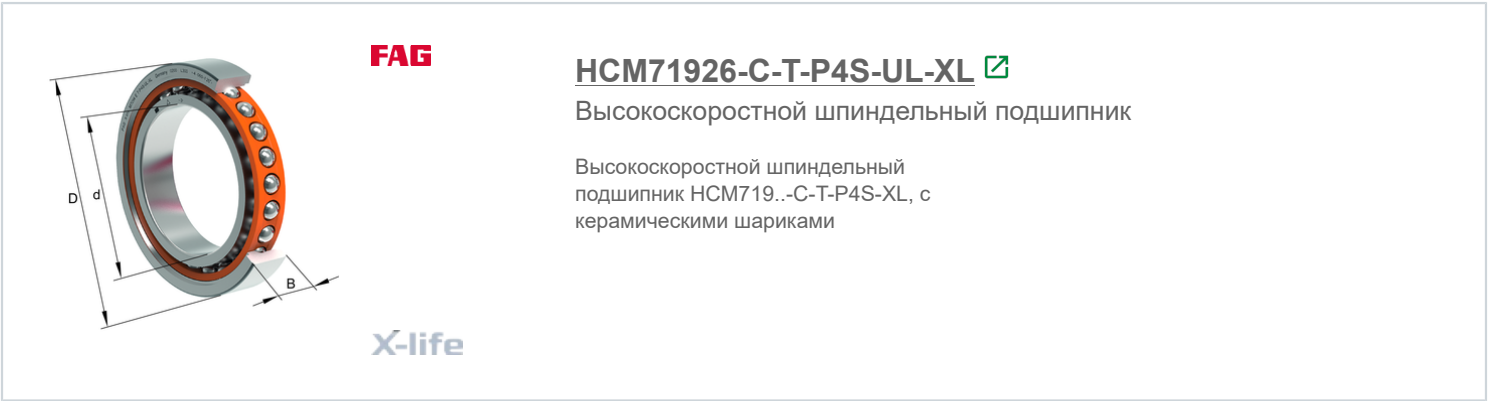 FAG
HCM71926-C-T-P4S-UL-XL
Высокоскоростной шпиндельный подшипник
Высокоскоростной шпиндельный
подшипник HCM719..-C-T-P4S-XL, с
керамическими шариками
D
d
B
X-life